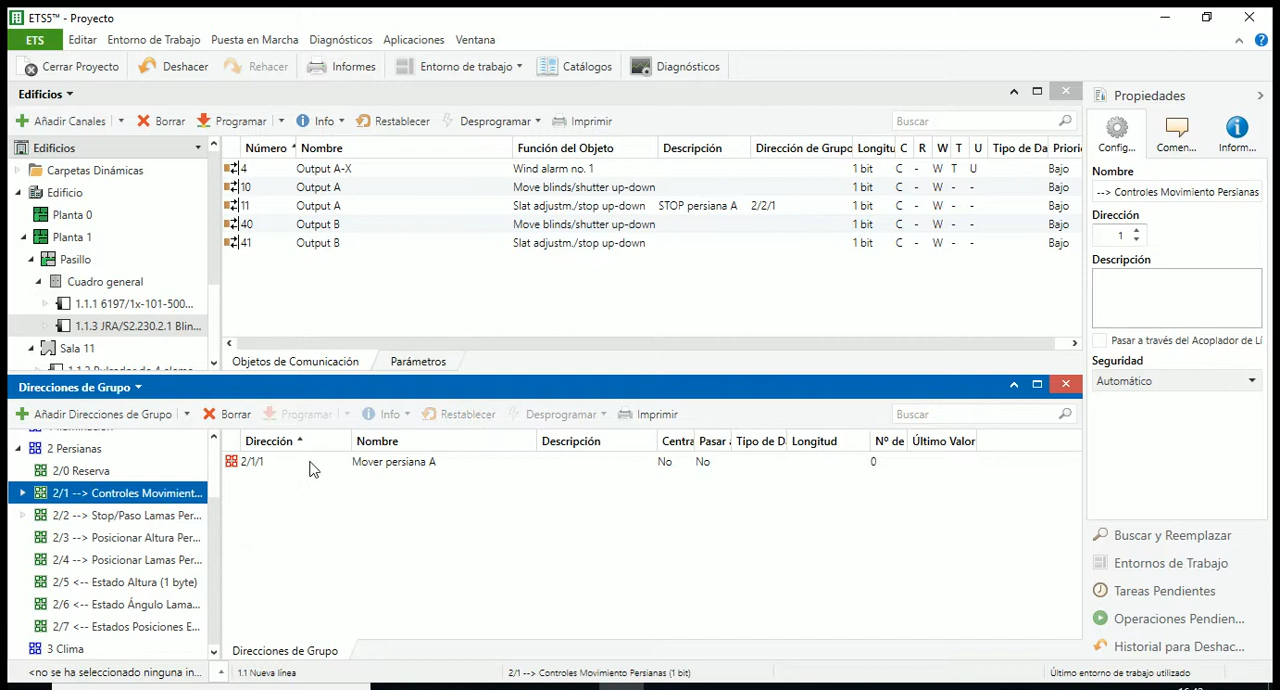 ETS5™ - Proyecto
ETS Editar Entorno de Trabajo Puesta en Marcha Diagnósticos Aplicaciones Ventana
Cerrar Proyecto Deshacer Rehacer Informes Entorno de trabajo Catálogos Diagnósticos
Edificios
Añadir Canales Borrar Programar Info Restablecer Desprogramar Imprimir Buscar
Edificios
Carpetas Dinámicas
Edificio
Planta 0
Planta 1
Pasillo
Cuadro general
1.1.1 6197/1x-101-500...
1.1.3 JRA/S2.230.2.1 Blin...
Sala 11
Número Nombre Función del Objeto Descripción Dirección de Grupo Longitu C R W T U Tipo de Da Priori
4 Output A-X Wind alarm no. 1 1 bit C - W T U Bajo
10 Output A Move blinds/shutter up-down 1 bit C - W - - Bajo
11 Output A Slat adjustm./stop up-down STOP persiana A 2/2/1 1 bit C - W - - Bajo
40 Output B Move blinds/shutter up-down 1 bit C - W - - Bajo
41 Output B Slat adjustm./stop up-down 1 bit C - W - - Bajo
Objetos de Comunicación Parámetros
Direcciones de Grupo
Añadir Direcciones de Grupo Borrar Programar Info Restablecer Desprogramar Imprimir Buscar
2 Persianas
2/0 Reserva
2/1 --> Controles Movimient...
2/2 --> Stop/Paso Lamas Per...
2/3 --> Posicionar Altura Per...
2/4 --> Posicionar Lamas Per...
2/5 <-- Estado Altura (1 byte)
2/6 <-- Estado Ángulo Lama...
2/7 <-- Estados Posiciones E...
3 Clima
Dirección Nombre Descripción Centra Pasar a Tipo de D Longitud Nº de Último Valor
2/1/1 Mover persiana A No No 0
Direcciones de Grupo
Propiedades
Config... Comen... Inform...
Nombre
--> Controles Movimiento Persianas
Dirección
1
Descripción
Pasar a través del Acoplador de Lí
Seguridad
Automático
Buscar y Reemplazar
Entornos de Trabajo
Tareas Pendientes
Operaciones Pendien...
Historial para Deshac...
<no se ha seleccionado ninguna in... 1.1 Nueva línea 2/1 --> Controles Movimiento Persianas (1 bit) Último entorno de trabajo utilizado